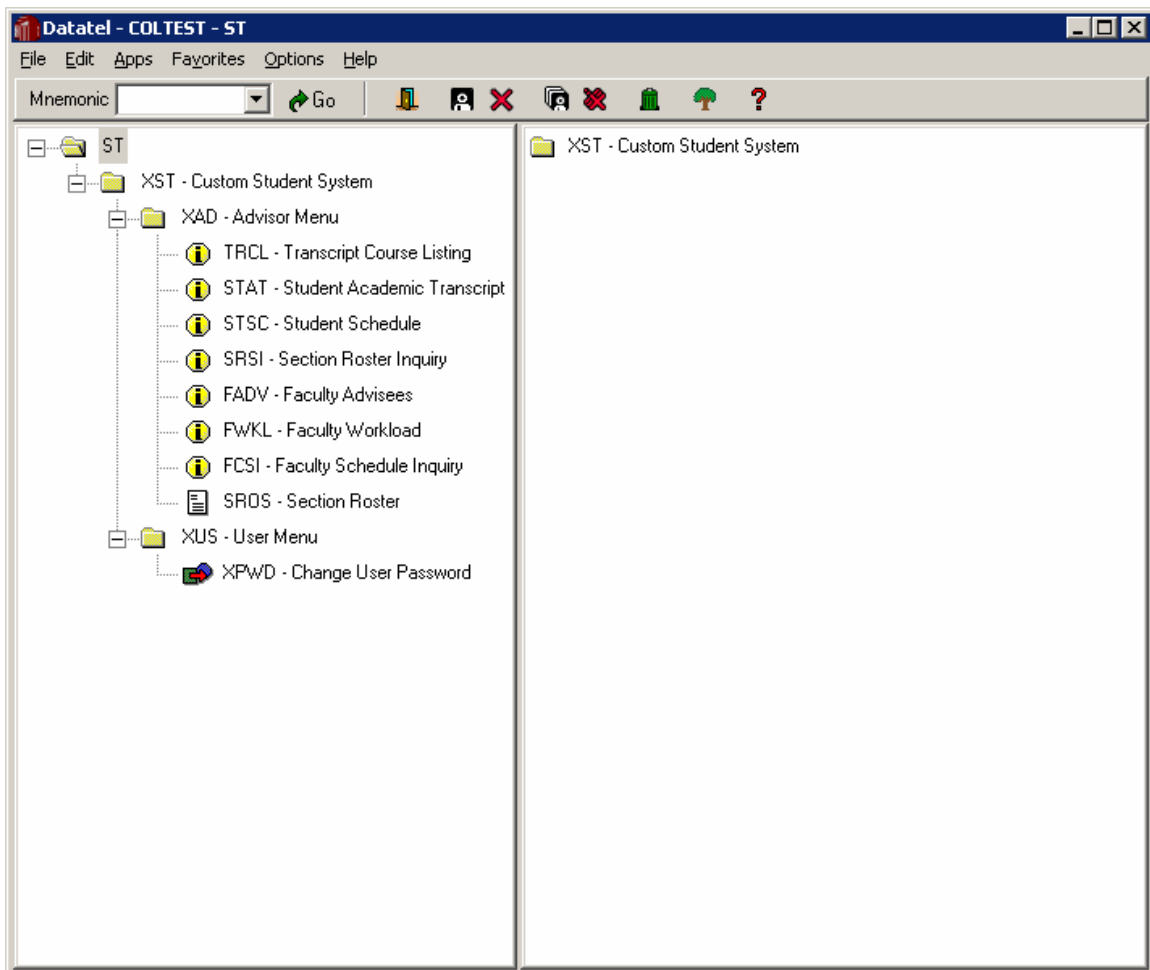 Datatel - COLTEST - ST
File Edit Apps Favorites Options Help
Mnemonic Go ?
ST
XST - Custom Student System
XAD - Advisor Menu
TRCL - Transcript Course Listing
STAT - Student Academic Transcript
STSC - Student Schedule
SRSI - Section Roster Inquiry
FADV - Faculty Advisees
FWKL - Faculty Workload
FCSI - Faculty Schedule Inquiry
SROS - Section Roster
XUS - User Menu
XPWD - Change User Password
XST - Custom Student System